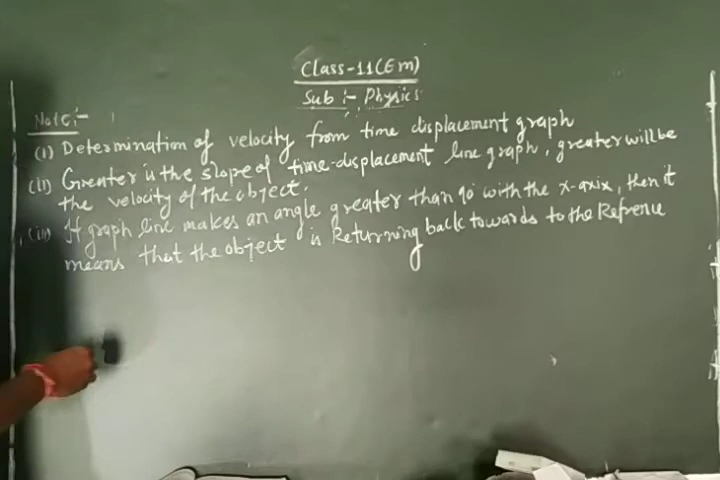 Class-11(Em)
Sub :- Physics
Note:-
(i) Determination of velocity from time displacement graph
(ii) Greater is the slope of time-displacement line graph, greater will be
the velocity of the object.
(iii) If graph line makes an angle greater than 90° with the x-axix, then it
means that the object is Returning back towards to the Refrence